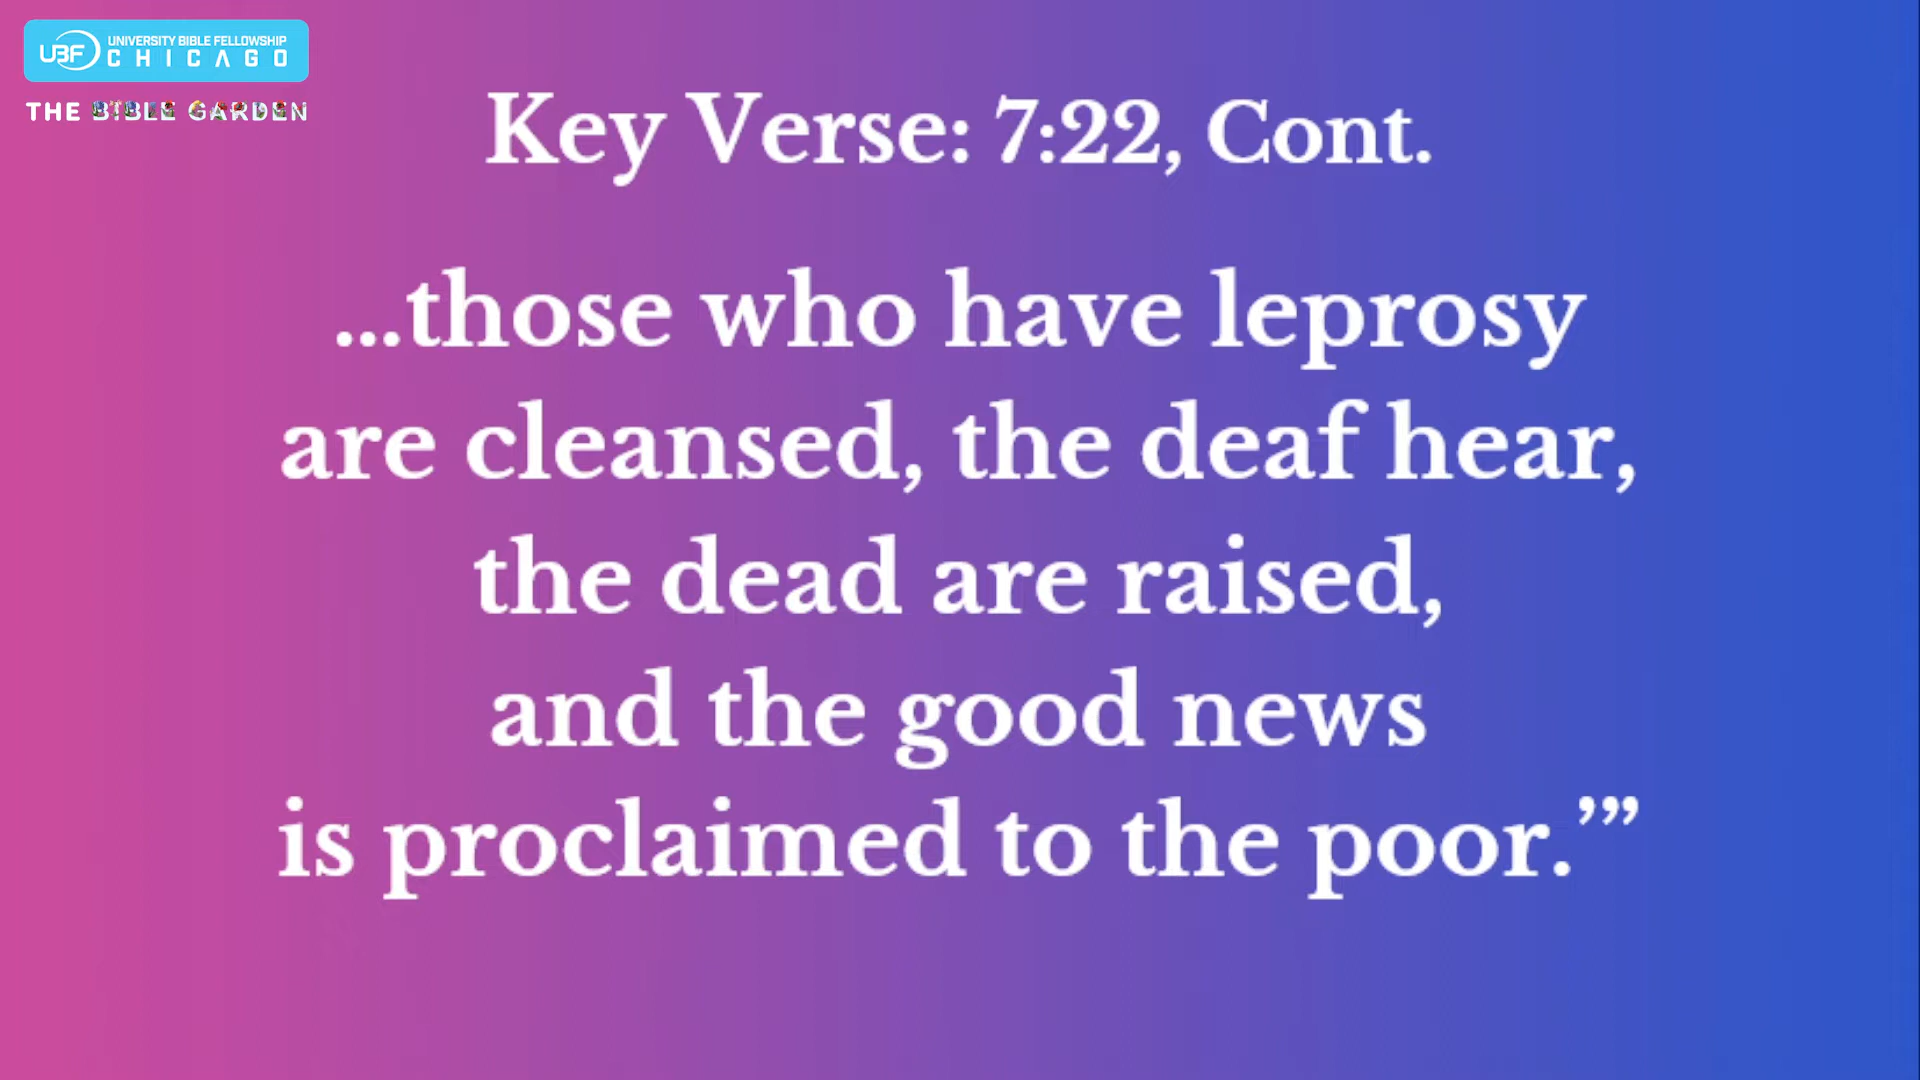 UBF UNIVERSITY BIBLE FELLOWSHIP
CHICAGO
THE BIBLE GARDEN
Key Verse: 7:22, Cont.
...those who have leprosy
are cleansed, the deaf hear,
the dead are raised,
and the good news
is proclaimed to the poor.’”